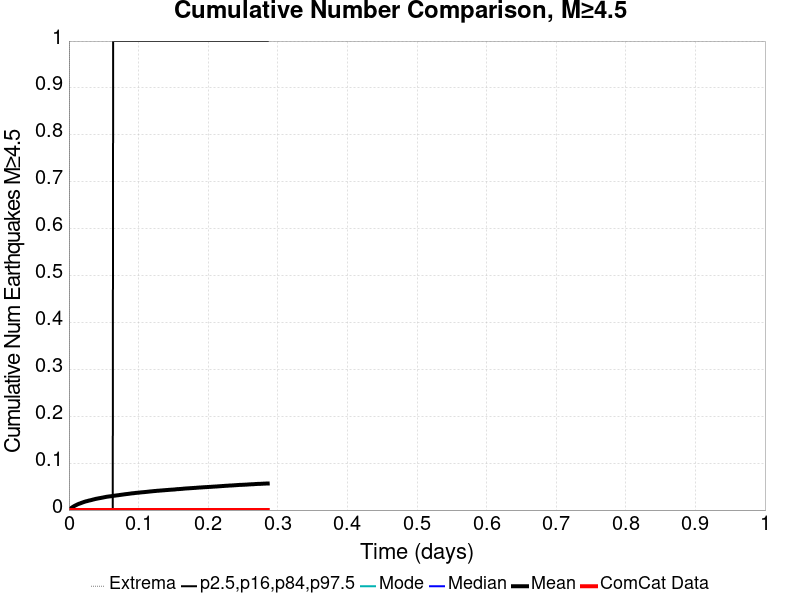 Cumulative Number Comparison, M≥4.5
Cumulative Num Earthquakes M≥4.5
1
0.9
0.8
0.7
0.6
0.5
0.4
0.3
0.2
0.1
0
0 0.1 0.2 0.3 0.4 0.5 0.6 0.7 0.8 0.9 1
Time (days)
Extrema p2.5,p16,p84,p97.5 Mode Median Mean ComCat Data